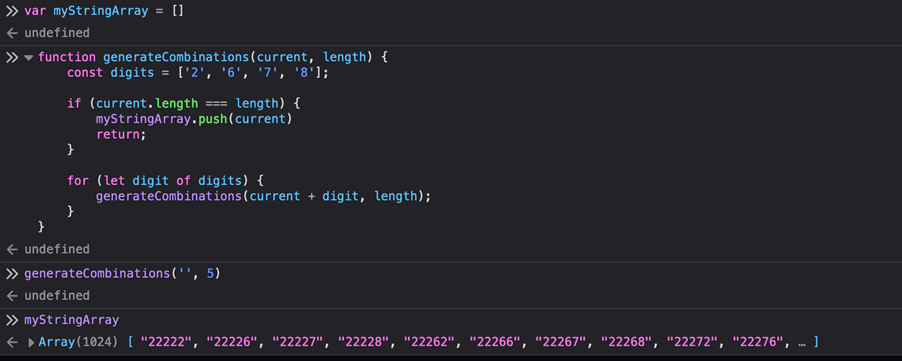 var myStringArray = []
undefined
function generateCombinations(current, length) {
const digits = ['2', '6', '7', '8'];
if (current.length === length) {
myStringArray.push(current)
return;
}
for (let digit of digits) {
generateCombinations(current + digit, length);
}
}
undefined
generateCombinations('', 5)
undefined
myStringArray
Array(1024) [ "22222", "22226", "22227", "22228", "22262", "22266", "22267", "22268", "22272", "22276", … ]